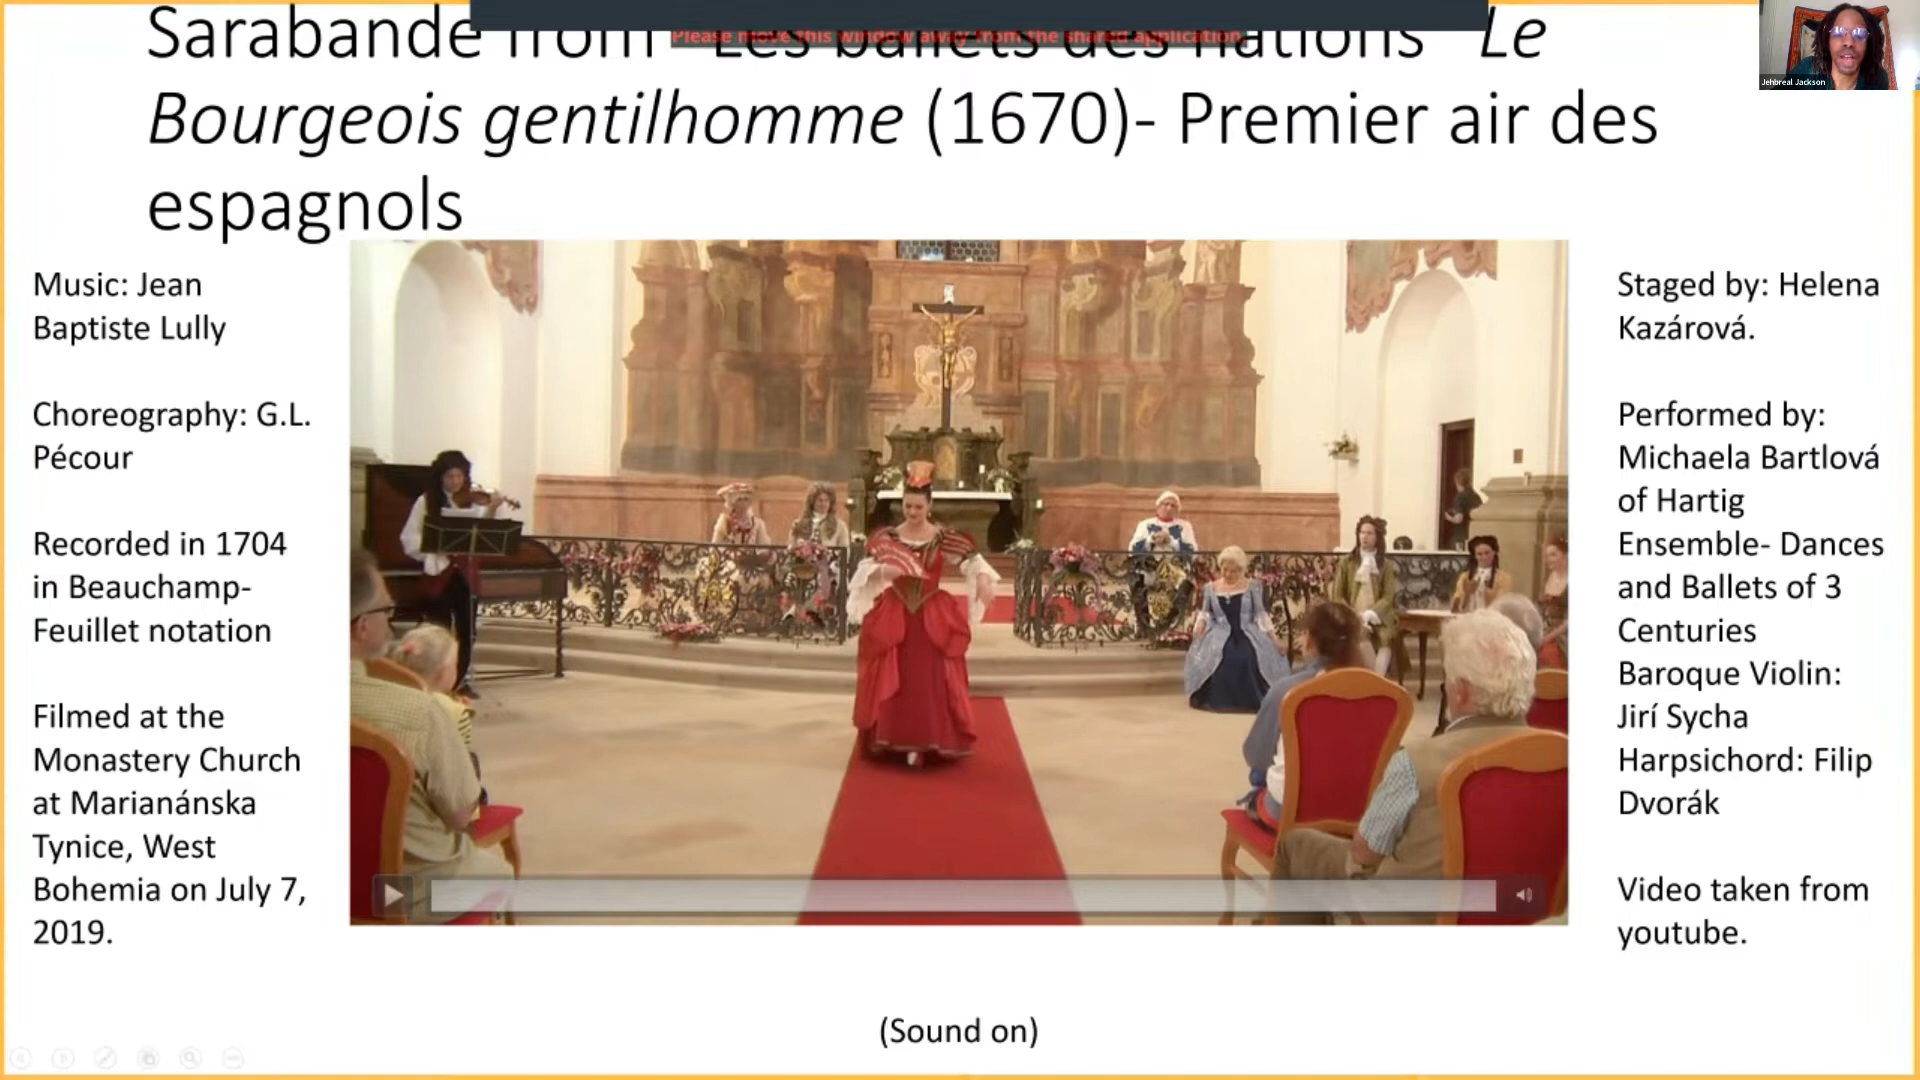 Sarabande from "Les ballets des nations" Le
Please move this window away from the shared application.
Bourgeois gentilhomme (1670)- Premier air des
espagnols
Jehbreal Jackson
Music: Jean
Baptiste Lully
Choreography: G.L.
Pécour
Recorded in 1704
in Beauchamp-
Feuillet notation
Filmed at the
Monastery Church
at Marianánska
Tynice, West
Bohemia on July 7,
2019.
Staged by: Helena
Kazárová.
Performed by:
Michaela Bartlová
of Hartig
Ensemble- Dances
and Ballets of 3
Centuries
Baroque Violin:
Jirí Sycha
Harpsichord: Filip
Dvorák
Video taken from
youtube.
(Sound on)